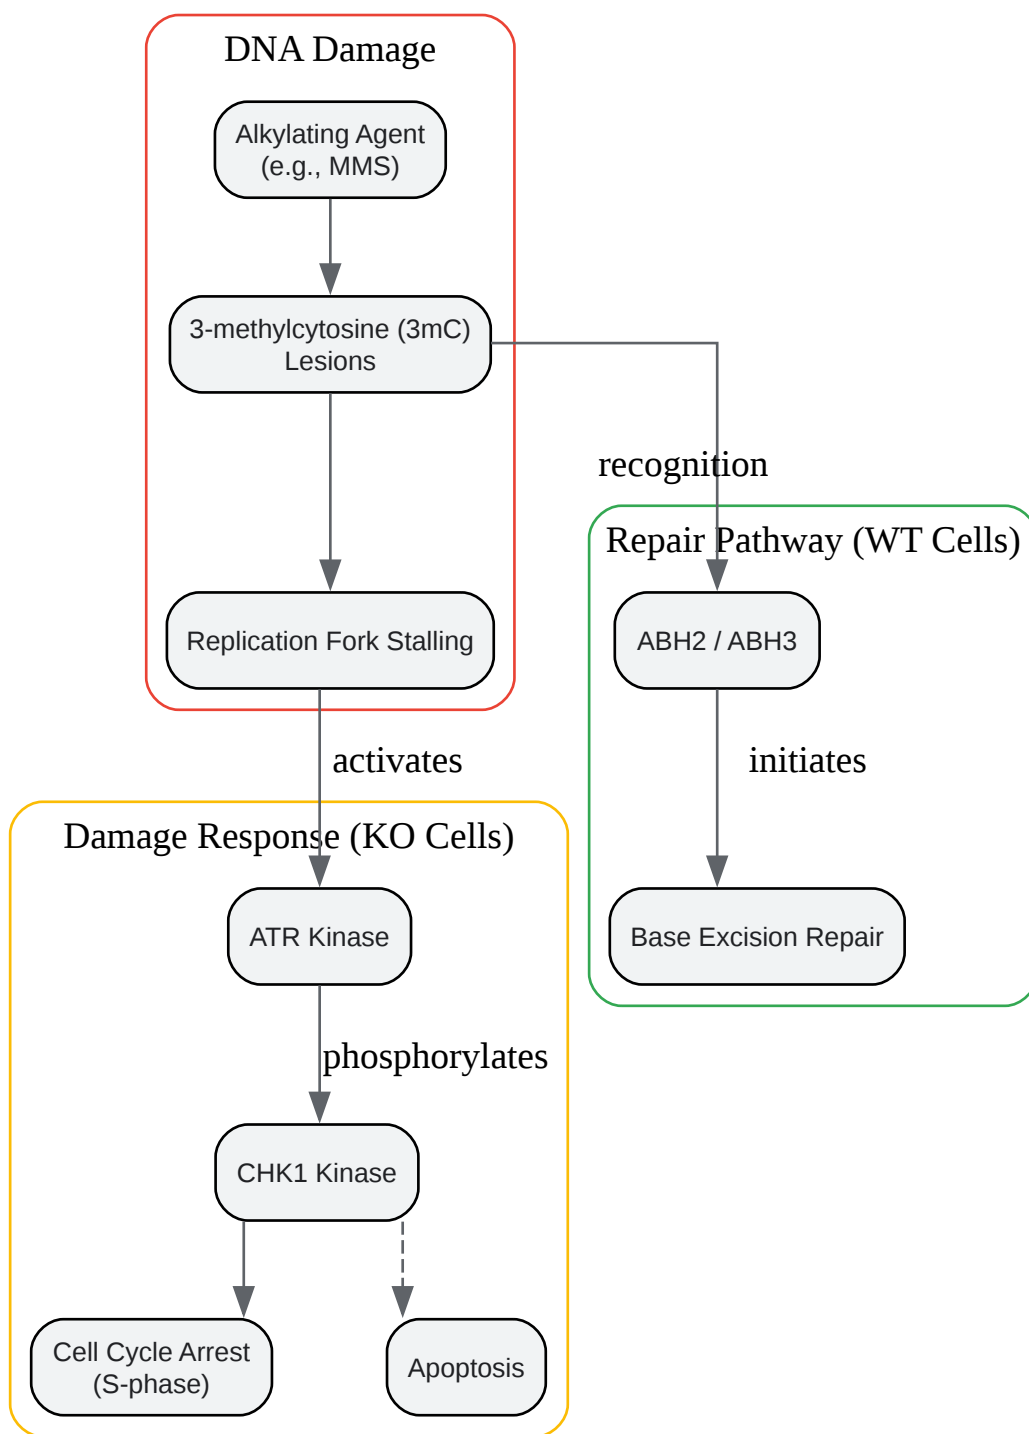 DNA Damage
Alkylating Agent
(e.g., MMS)
3-methylcytosine (3mC)
Lesions
recognition
Repair Pathway (WT Cells)
Replication Fork Stalling
ABH2 / ABH3
activates
initiates
Damage Response (KO Cells)
ATR Kinase
Base Excision Repair
phosphorylates
CHK1 Kinase
Cell Cycle Arrest
(S-phase)
Apoptosis